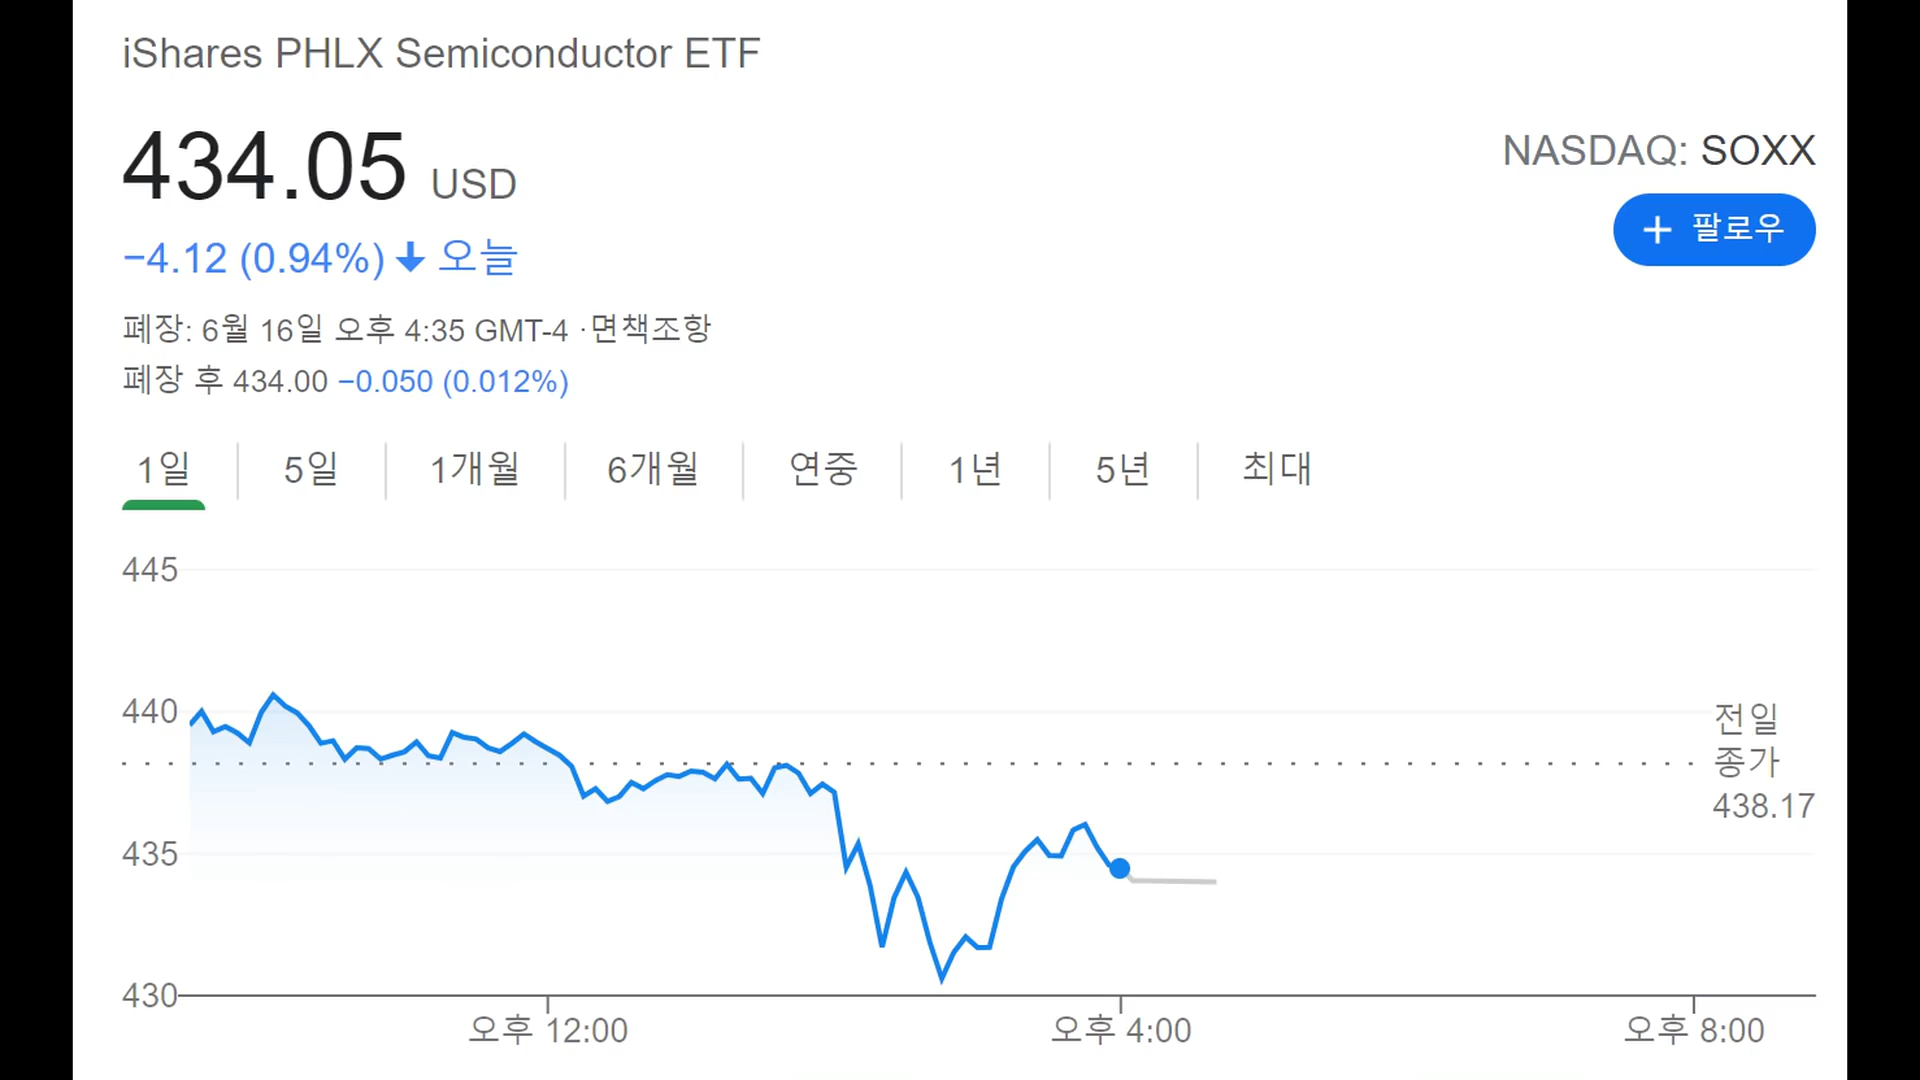 iShares PHLX Semiconductor ETF
434.05 USD
NASDAQ: SOXX
+ 팔로우
−4.12 (0.94%) ↓ 오늘
폐장: 6월 16일 오후 4:35 GMT-4 ·면책조항
폐장 후 434.00 −0.050 (0.012%)
1일 5일 1개월 6개월 연중 1년 5년 최대
445
440
전일
종가
438.17
435
430
오후 12:00 오후 4:00 오후 8:00